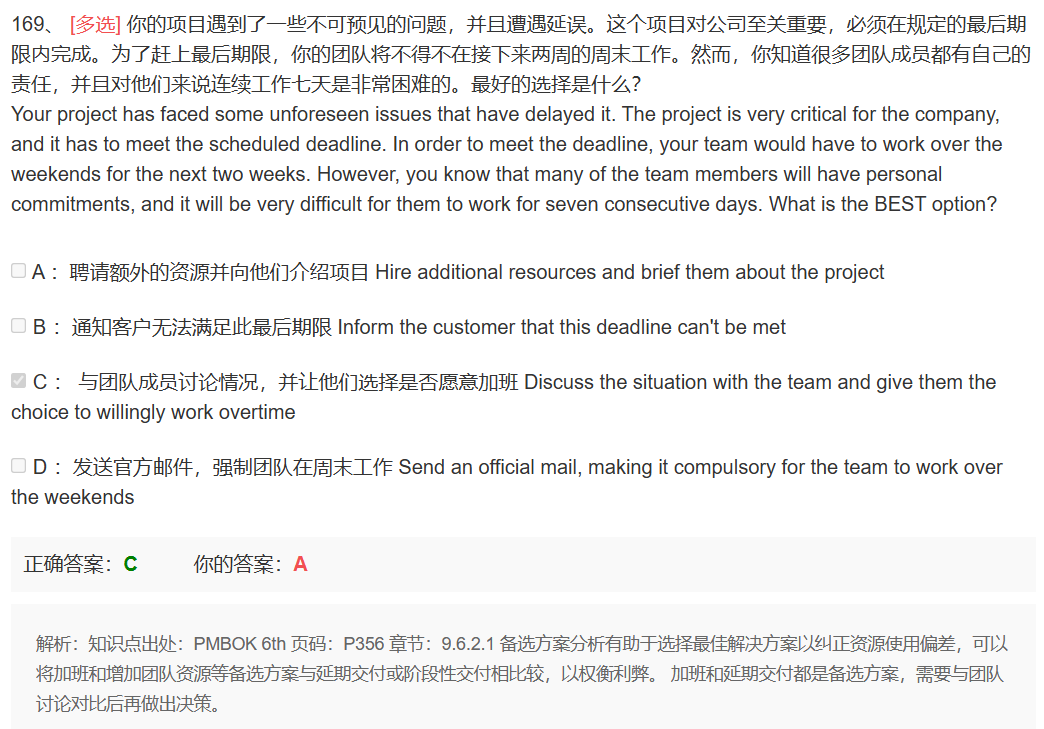 169、 [多选] 你的项目遇到了一些不可预见的问题，并且遭遇延误。这个项目对公司至关重要，必须在规定的最后期
限内完成。为了赶上最后期限，你的团队将不得不在接下来两周的周末工作。然而，你知道很多团队成员都有自己的
责任，并且对他们来说连续工作七天是非常困难的。最好的选择是什么？
Your project has faced some unforeseen issues that have delayed it. The project is very critical for the company,
and it has to meet the scheduled deadline. In order to meet the deadline, your team would have to work over the
weekends for the next two weeks. However, you know that many of the team members will have personal
commitments, and it will be very difficult for them to work for seven consecutive days. What is the BEST option?
A ：聘请额外的资源并向他们介绍项目 Hire additional resources and brief them about the project
B ：通知客户无法满足此最后期限 Inform the customer that this deadline can't be met
C ： 与团队成员讨论情况，并让他们选择是否愿意加班 Discuss the situation with the team and give them the
choice to willingly work overtime
D ：发送官方邮件，强制团队在周末工作 Send an official mail, making it compulsory for the team to work over
the weekends
正确答案：C 你的答案：A
解析：知识点出处：PMBOK 6th 页码：P356 章节：9.6.2.1 备选方案分析有助于选择最佳解决方案以纠正资源使用偏差，可以
将加班和增加团队资源等备选方案与延期交付或阶段性交付相比较，以权衡利弊。 加班和延期交付都是备选方案，需要与团队
讨论对比后再做出决策。